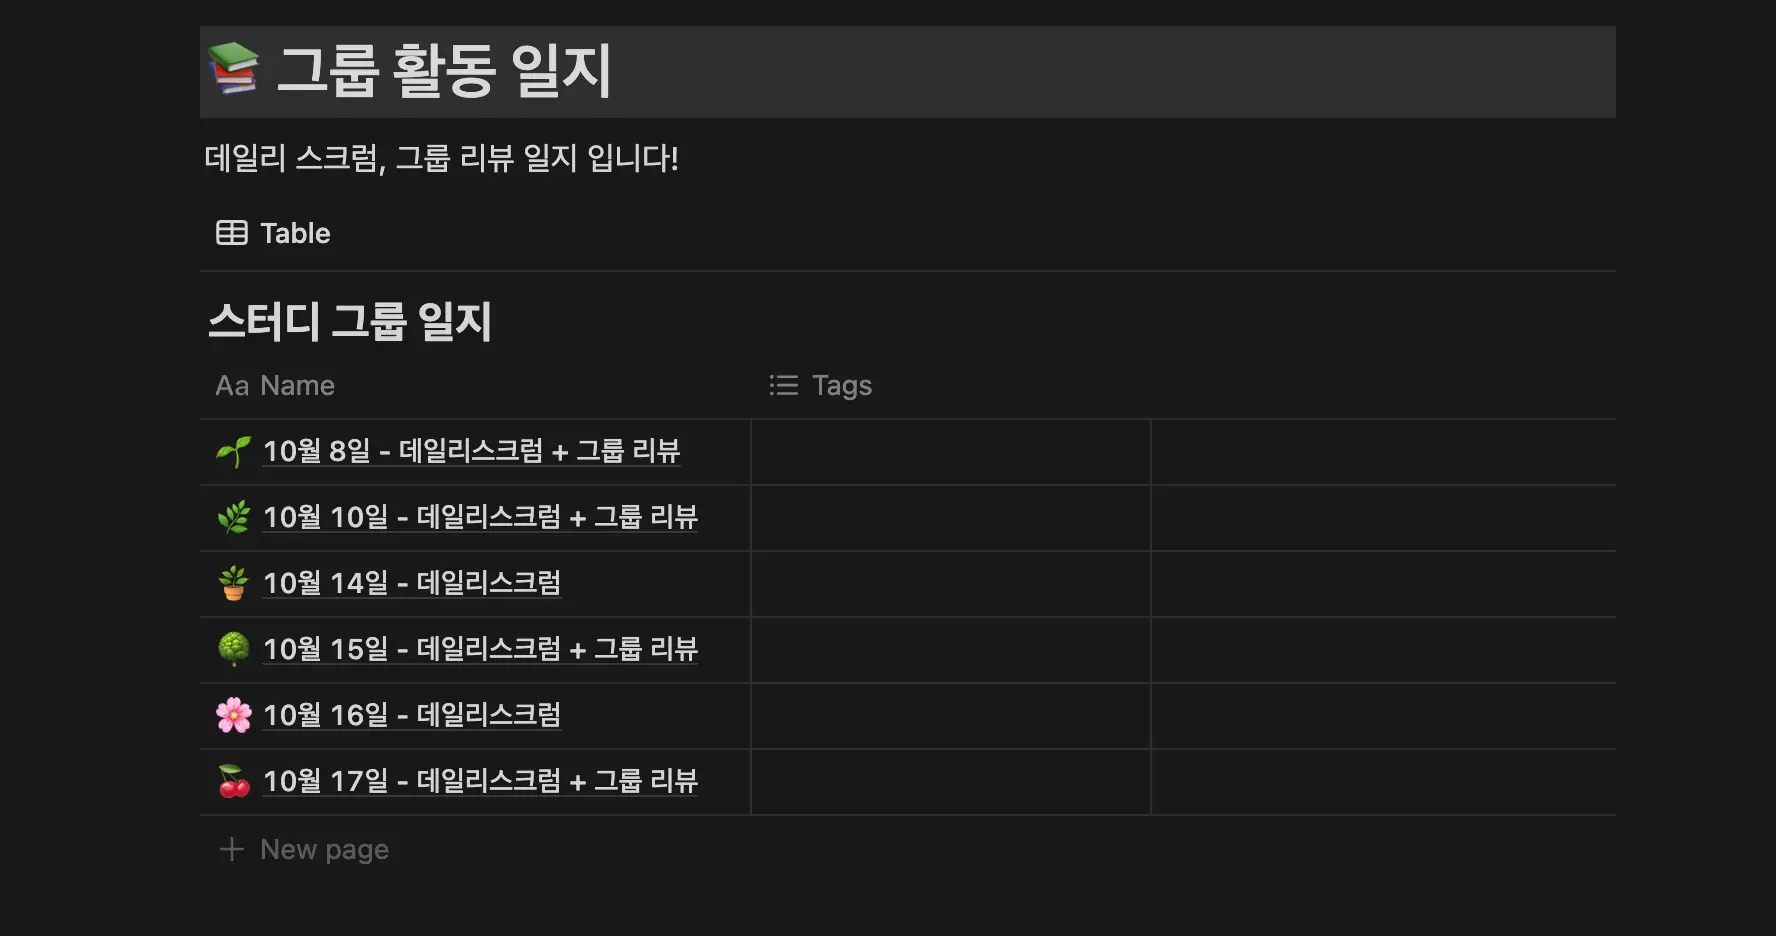 📚 그룹 활동 일지
데일리 스크럼, 그룹 리뷰 일지 입니다!
Table
스터디 그룹 일지
Aa Name Tags
🌱 10월 8일 - 데일리스크럼 + 그룹 리뷰
🌿 10월 10일 - 데일리스크럼 + 그룹 리뷰
🪴 10월 14일 - 데일리스크럼
🌳 10월 15일 - 데일리스크럼 + 그룹 리뷰
🌸 10월 16일 - 데일리스크럼
🍒 10월 17일 - 데일리스크럼 + 그룹 리뷰
+ New page